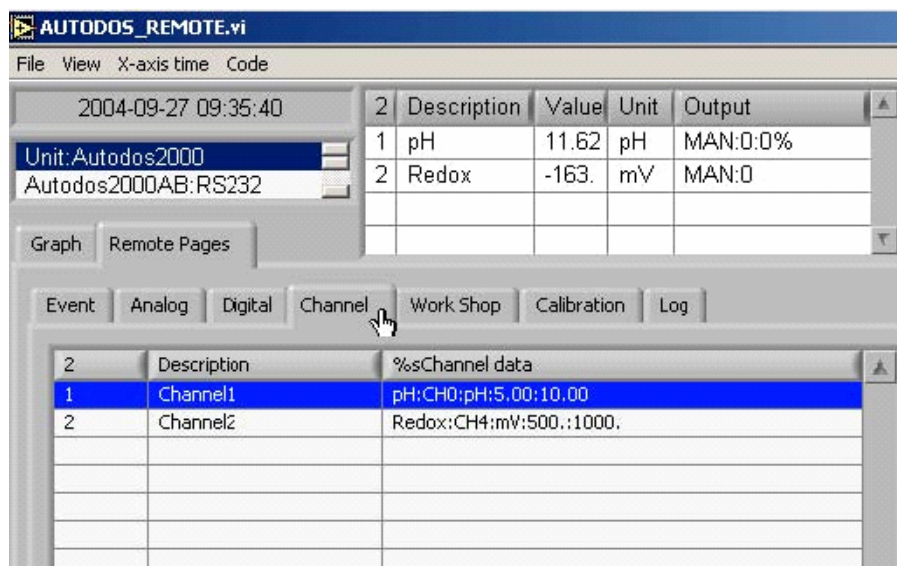 AUTODOS_REMOTE.vi
File View X-axis time Code
2004-09-27 09:35:40
Unit:Autodos2000
Autodos2000AB:RS232
2 Description Value Unit Output
1 pH 11.62 pH MAN:0:0%
2 Redox -163. mV MAN:0
Graph Remote Pages
Event Analog Digital Channel Work Shop Calibration Log
2 Description %sChannel data
1 Channel1 pH:CH0:pH:5.00:10.00
2 Channel2 Redox:CH4:mV:500.:1000.